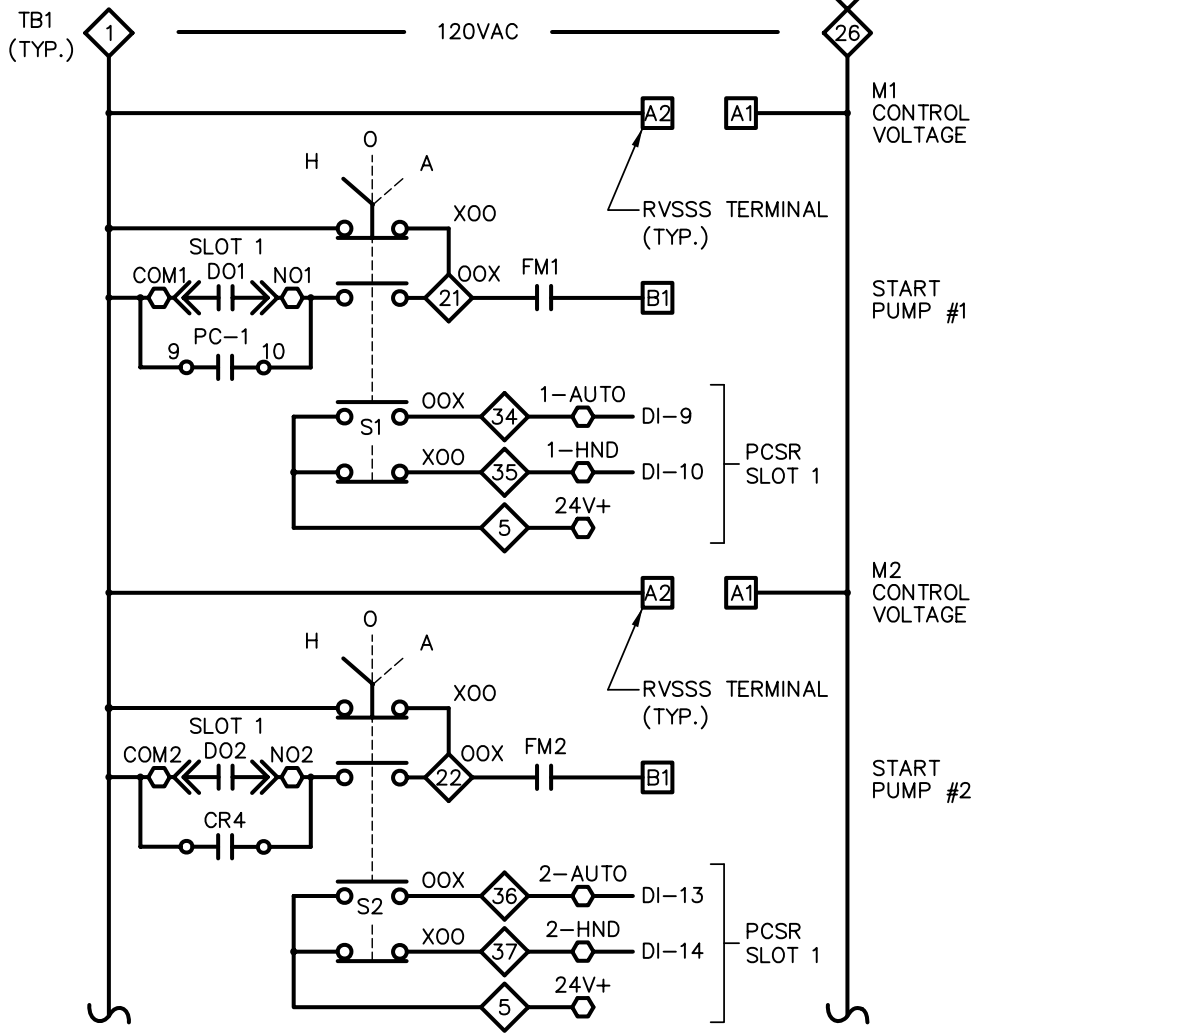 TB1
(TYP.)
1
120VAC
26
A2
A1
M1
CONTROL
VOLTAGE
O
H
A
RVSSS TERMINAL
(TYP.)
XOO
SLOT 1
COM1
DO1
NO1
OOX
21
FM1
B1
START
PUMP #1
PC-1
9
10
S1
OOX
34
1-AUTO
DI-9
XOO
35
1-HND
DI-10
5
24V+
PCSR
SLOT 1
A2
A1
M2
CONTROL
VOLTAGE
O
H
A
RVSSS TERMINAL
(TYP.)
XOO
SLOT 1
COM2
DO2
NO2
OOX
22
FM2
B1
START
PUMP #2
CR4
S2
OOX
36
2-AUTO
DI-13
XOO
37
2-HND
DI-14
5
24V+
PCSR
SLOT 1